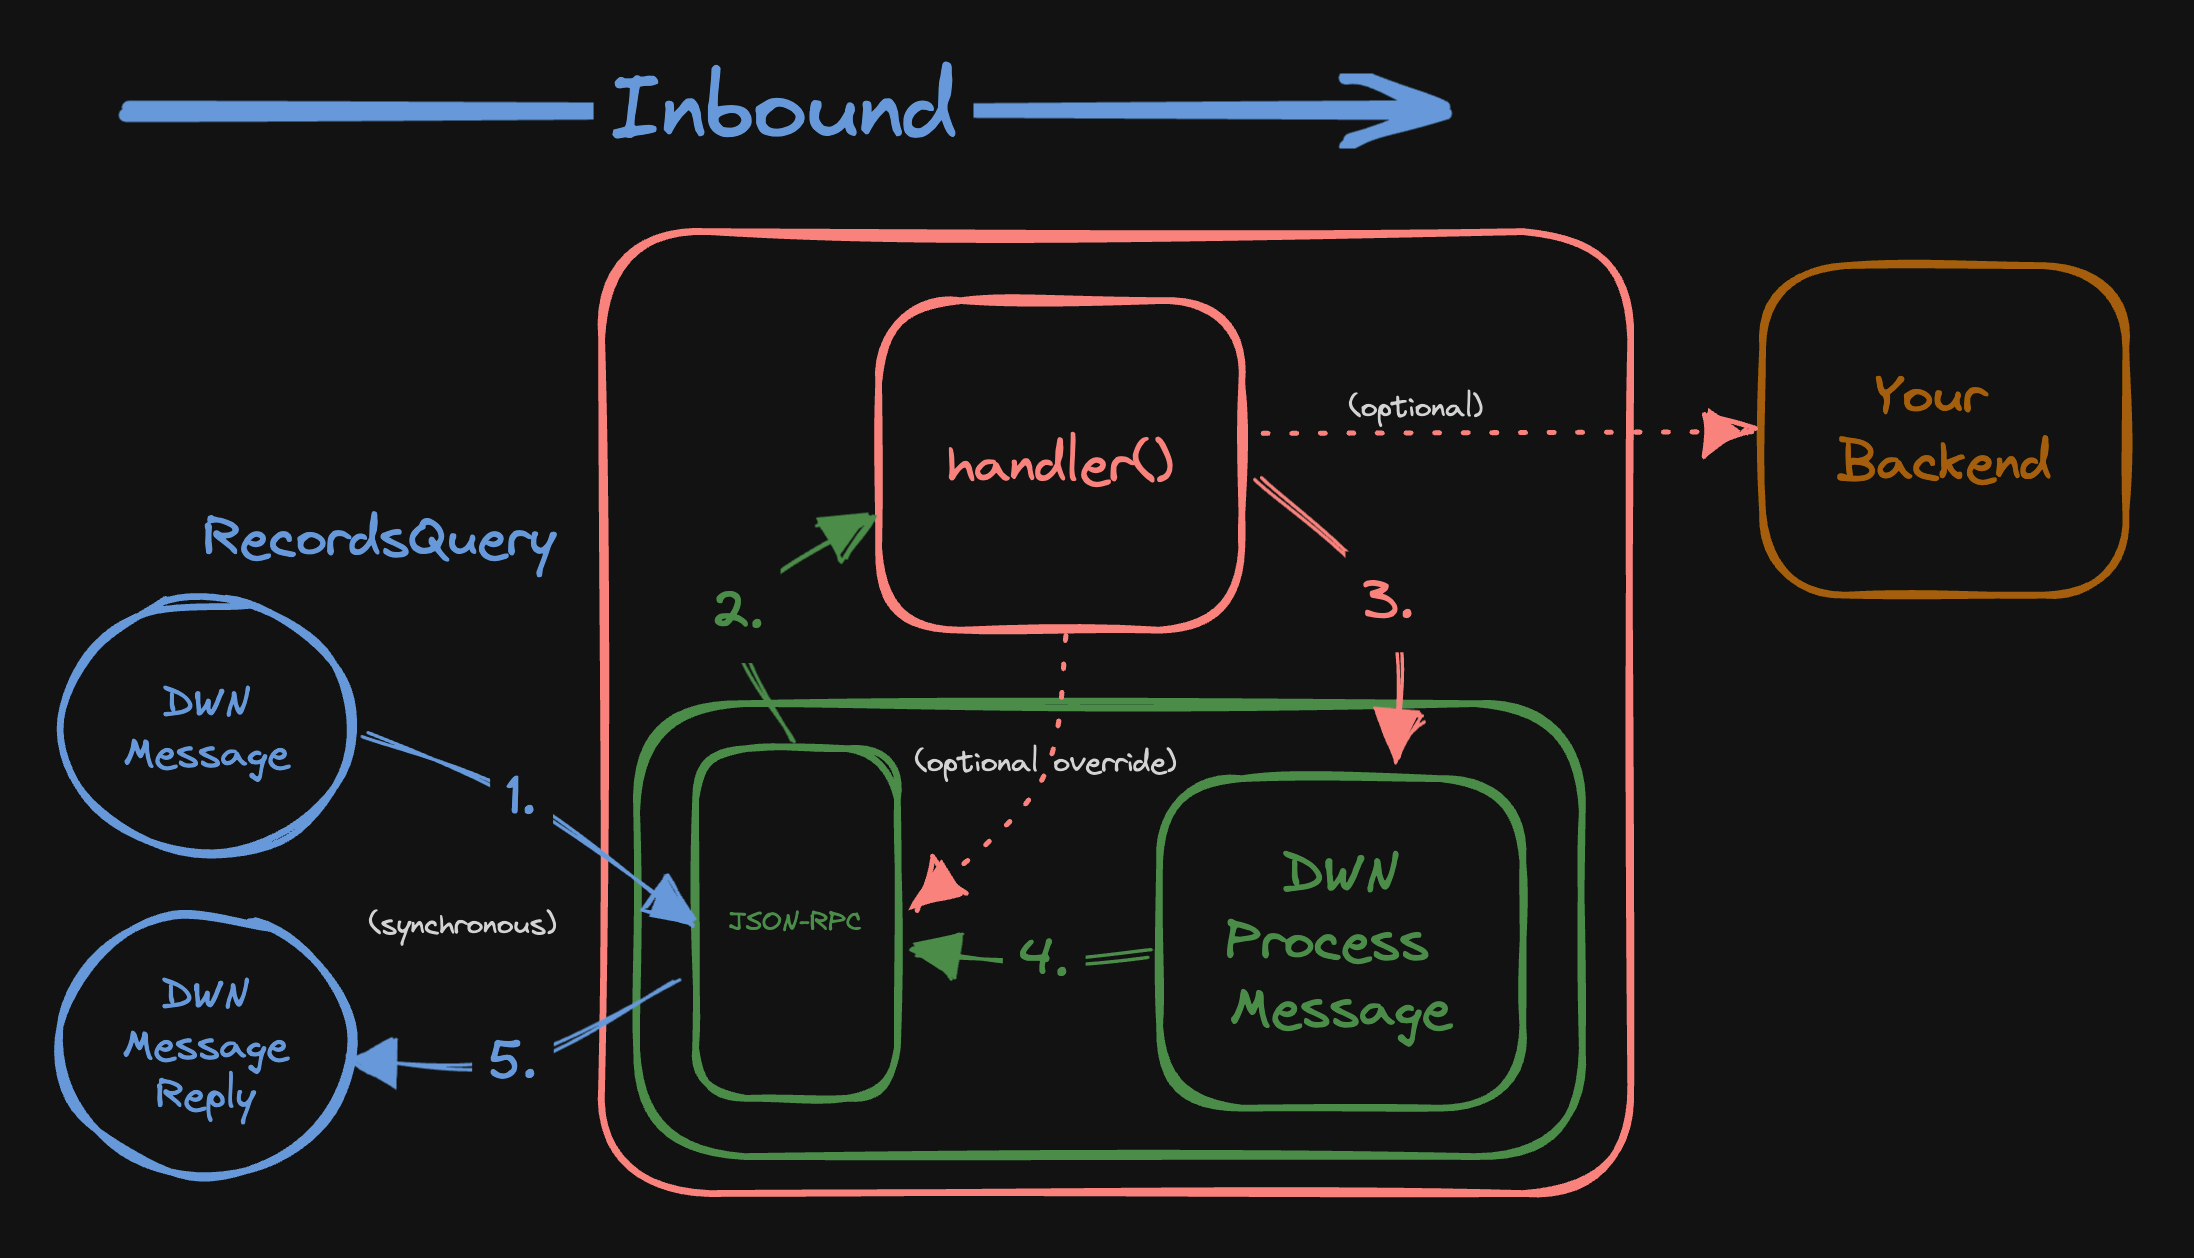 Inbound
handler()
(optional)
Your
Backend
RecordsQuery
2.
3.
DWN
Message
1.
(optional override)
(synchronous)
JSON-RPC
DWN
Process
Message
4.
DWN
Message
Reply
5.